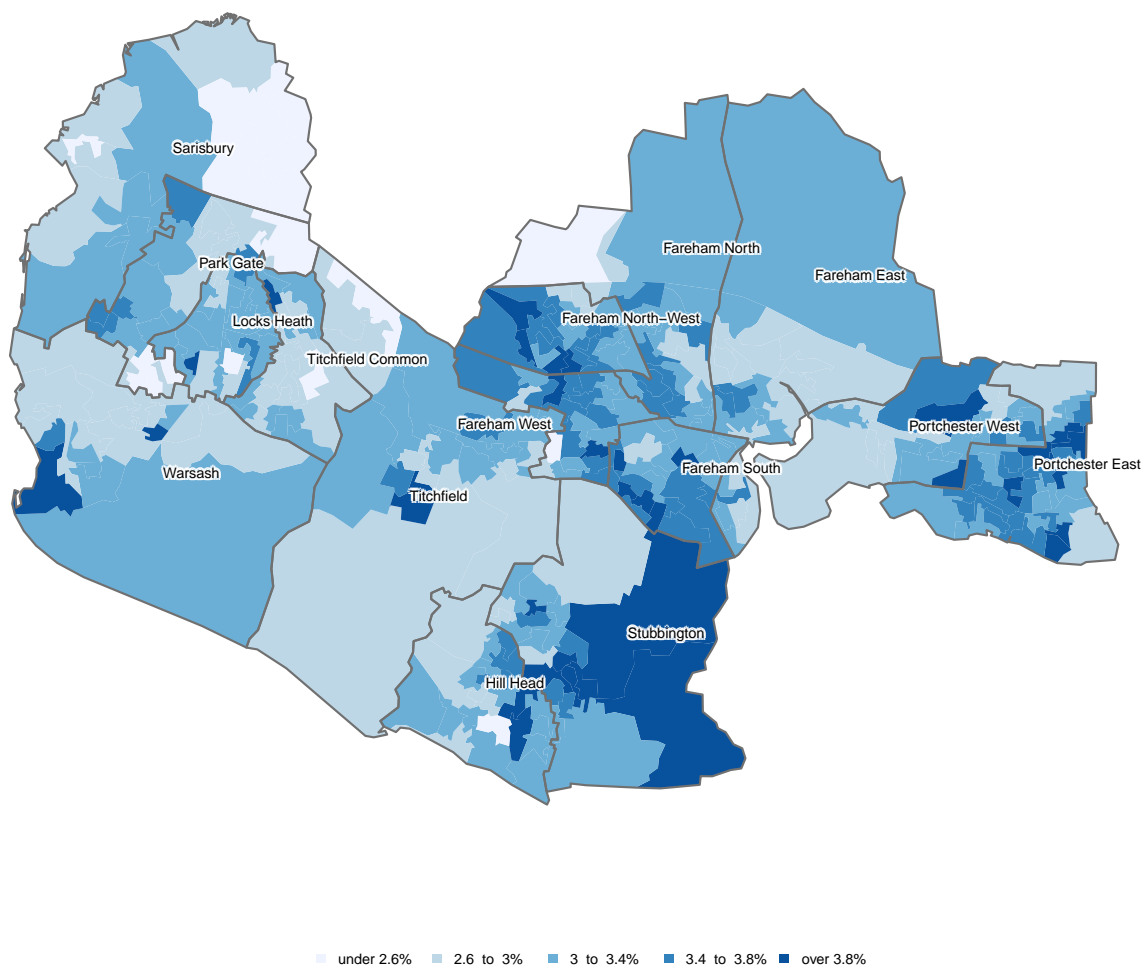 Sarisbury
Fareham North
Park Gate
Fareham East
Locks Heath
Fareham North−West
Titchfield Common
Fareham West
Portchester West
Warsash
Fareham South
Portchester East
Titchfield
Stubbington
Hill Head
under 2.6% 2.6 to 3% 3 to 3.4% 3.4 to 3.8% over 3.8%